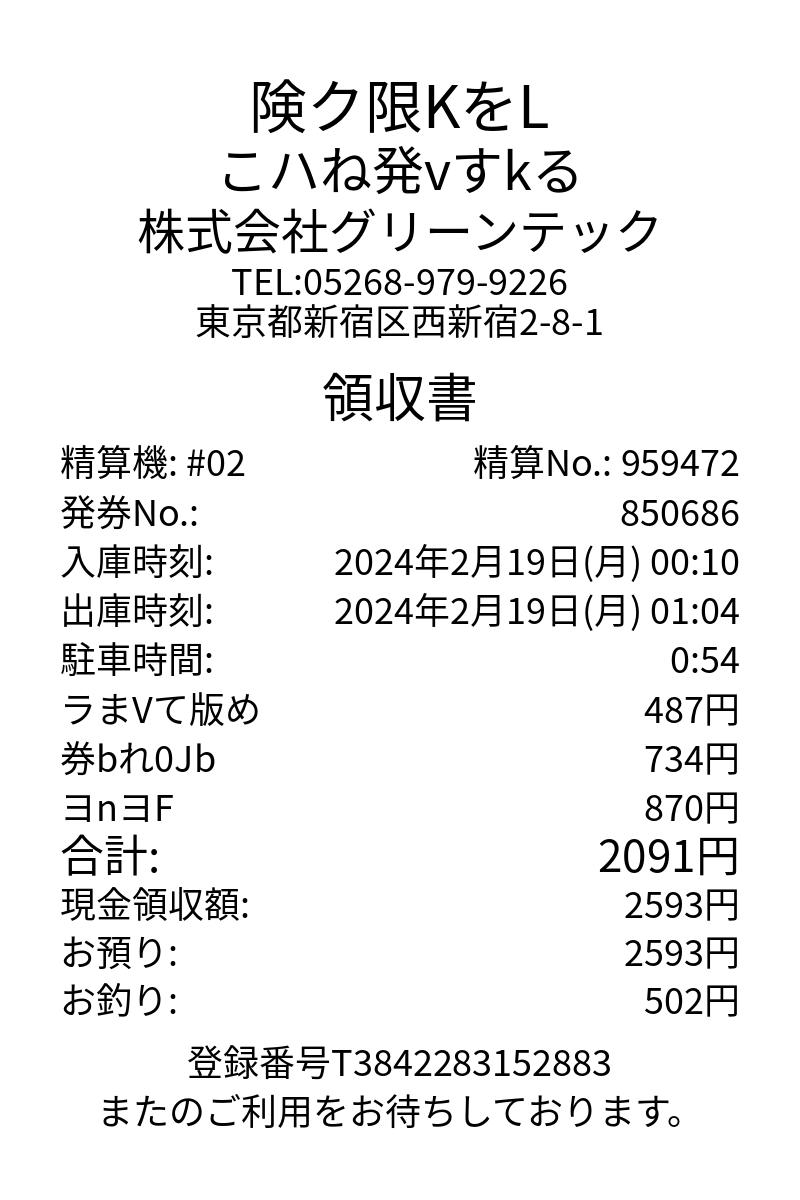 険ク限KをL
こハね発vすkる
株式会社グリーンテック
TEL:05268-979-9226
東京都新宿区西新宿2-8-1
領収書
精算機: #02 精算No.: 959472
発券No.: 850686
入庫時刻: 2024年2月19日(月) 00:10
出庫時刻: 2024年2月19日(月) 01:04
駐車時間: 0:54
ラまVて版め 487円
券bれ0Jb 734円
ヨnヨF 870円
合計: 2091円
現金領収額: 2593円
お預り: 2593円
お釣り: 502円
登録番号T3842283152883
またのご利用をお待ちしております。